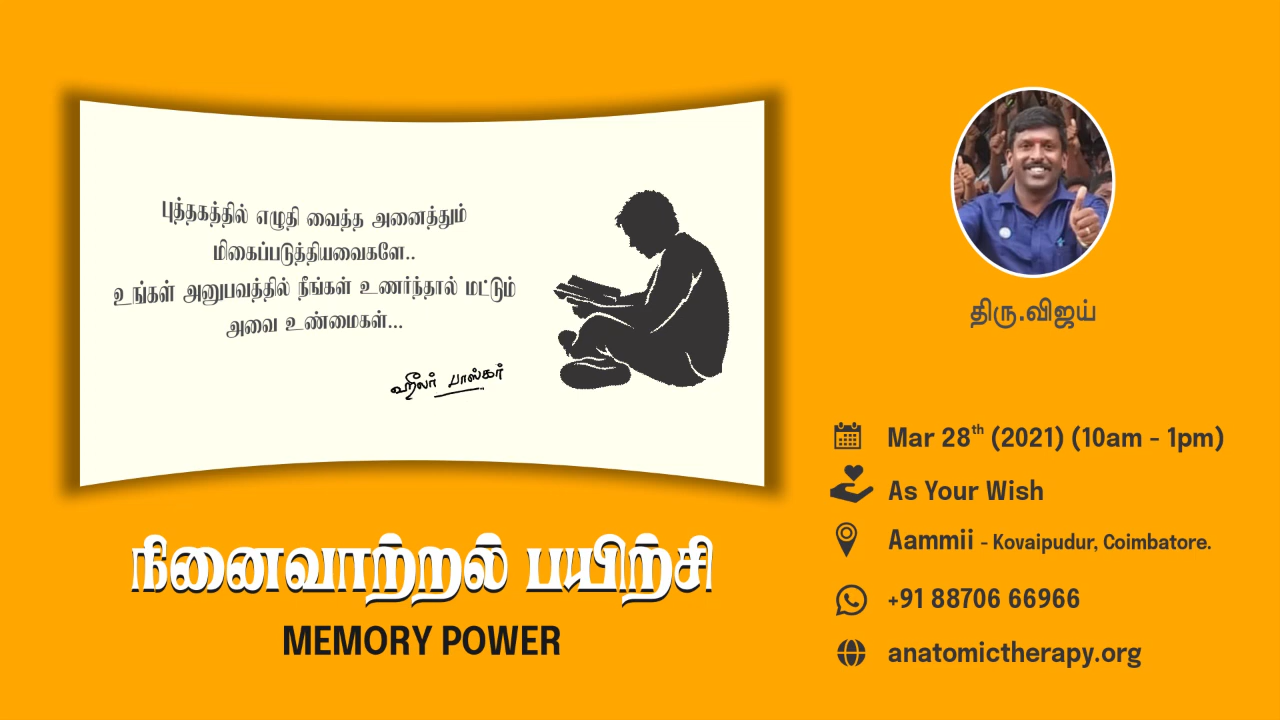 புத்தகத்தில் எழுதி வைத்த அனைத்தும்
மிகைப்படுத்தியவைகளே..
உங்கள் அனுபவத்தில் நீங்கள் உணர்ந்தால் மட்டும்
அவை உண்மைகள்...
ஹீலர் பாஸ்கர்
நினைவாற்றல் பயிற்சி
MEMORY POWER
திரு.விஜய்
Mar 28th (2021) (10am - 1pm)
As Your Wish
Aammii - Kovaipudur, Coimbatore.
+91 88706 66966
anatomictherapy.org